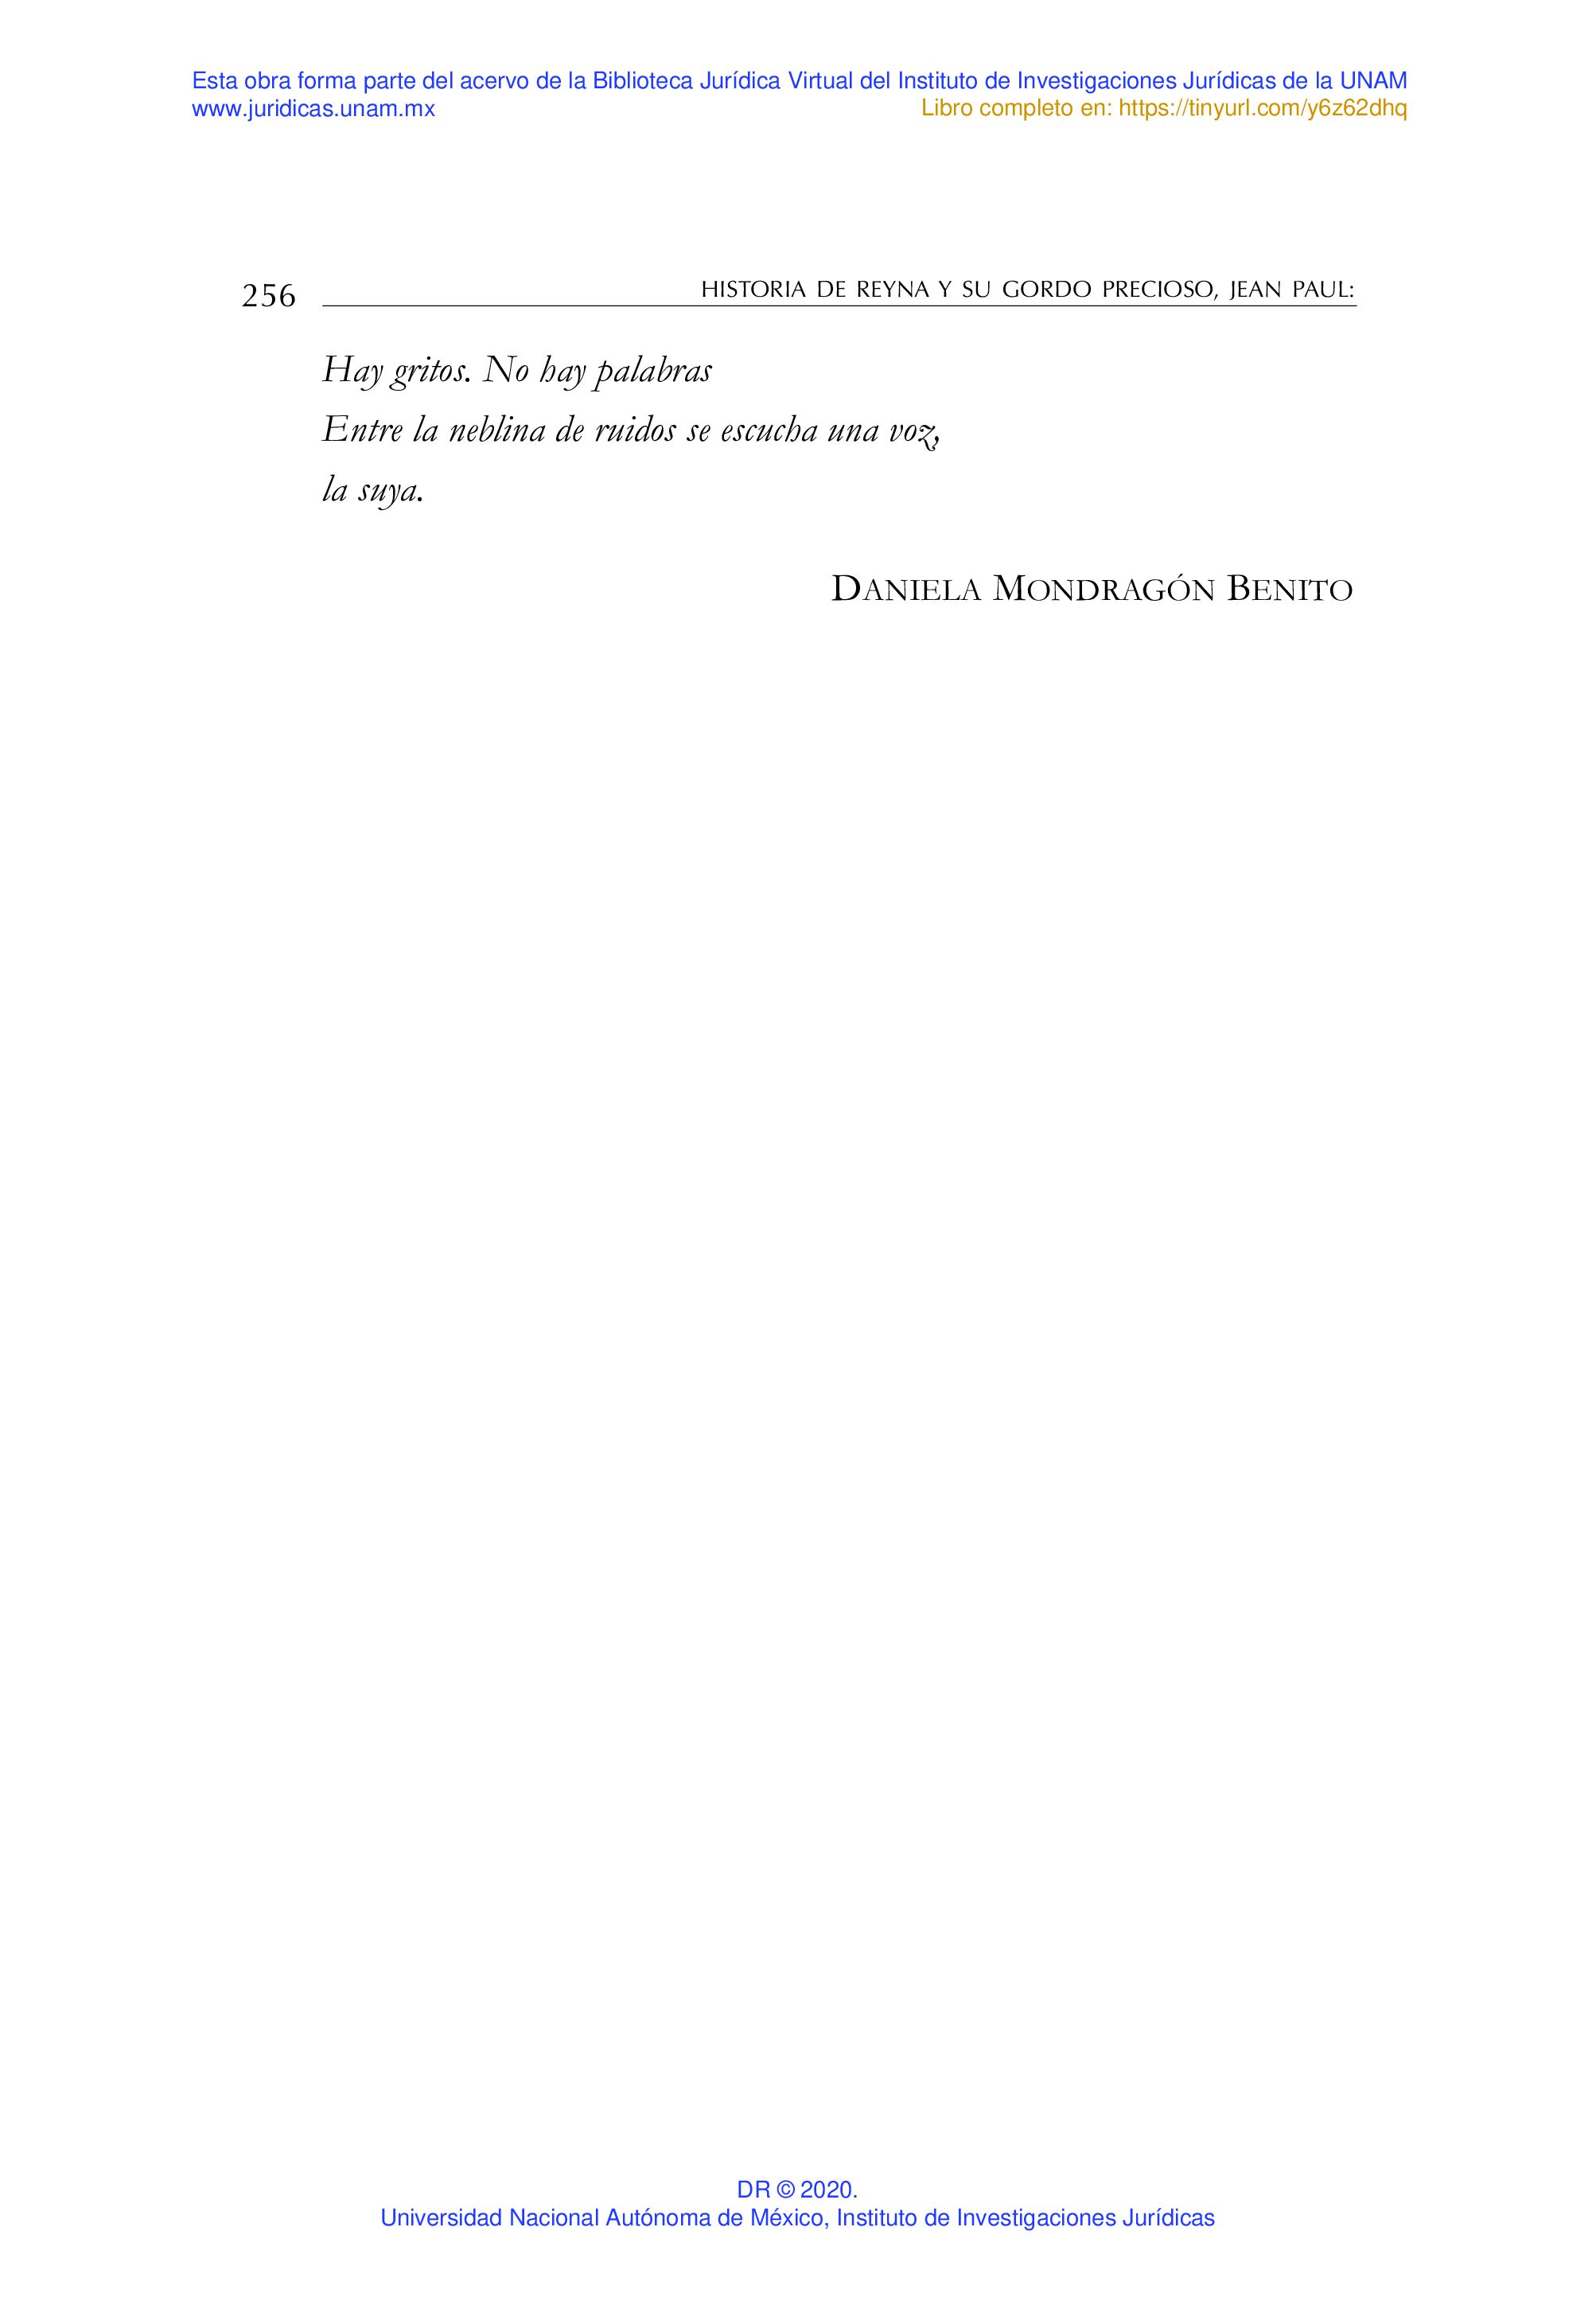 Esta obra forma parte del acervo de la Biblioteca Jurídica Virtual del Instituto de Investigaciones Jurídicas de la UNAM
www.juridicas.unam.mx
Libro completo en: https://tinyurl.com/y6z62dhq
256
HISTORIA DE REYNA Y SU GORDO PRECIOSO, JEAN PAUL:
Hay gritos. No hay palabras
Entre la neblina de ruidos se escucha una voz,
la suya.
Daniela Mondragón Benito
DR © 2020.
Universidad Nacional Autónoma de México, Instituto de Investigaciones Jurídicas